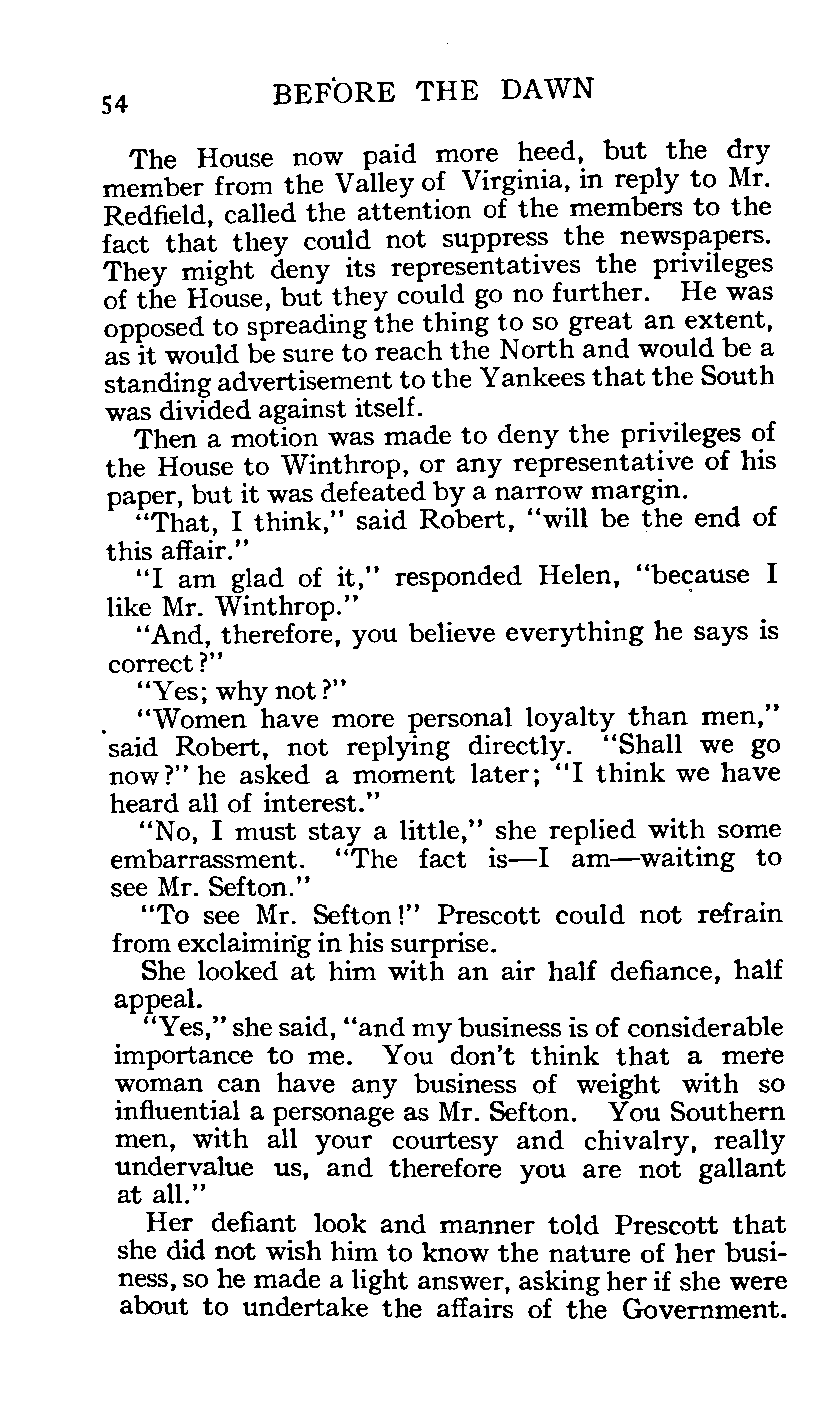 54 BEFORE THE DAWN
The House now paid more heed, but the dry
member from the Valley of Virginia, in reply to Mr.
Redfield, called the attention of the members to the
fact that they could not suppress the newspapers.
They might deny its representatives the privileges
of the House, but they could go no further. He was
opposed to spreading the thing to so great an extent,
as it would be sure to reach the North and would be a
standing advertisement to the Yankees that the South
was divided against itself.
Then a motion was made to deny the privileges of
the House to Winthrop, or any representative of his
paper, but it was defeated by a narrow margin.
“That, I think,” said Robert, “will be the end of
this affair.”
“I am glad of it,” responded Helen, “because I
like Mr. Winthrop.”
“And, therefore, you believe everything he says is
correct?”
“Yes; why not?”
“Women have more personal loyalty than men,”
said Robert, not replying directly. “Shall we go
now?” he asked a moment later; “I think we have
heard all of interest.”
“No, I must stay a little,” she replied with some
embarrassment. “The fact is—I am—waiting to
see Mr. Sefton.”
“To see Mr. Sefton!” Prescott could not refrain
from exclaiming in his surprise.
She looked at him with an air half defiance, half
appeal.
“Yes,” she said, “and my business is of considerable
importance to me. You don’t think that a mere
woman can have any business of weight with so
influential a personage as Mr. Sefton. You Southern
men, with all your courtesy and chivalry, really
undervalue us, and therefore you are not gallant
at all.”
Her defiant look and manner told Prescott that
she did not wish him to know the nature of her busi-
ness, so he made a light answer, asking her if she were
about to undertake the affairs of the Government.